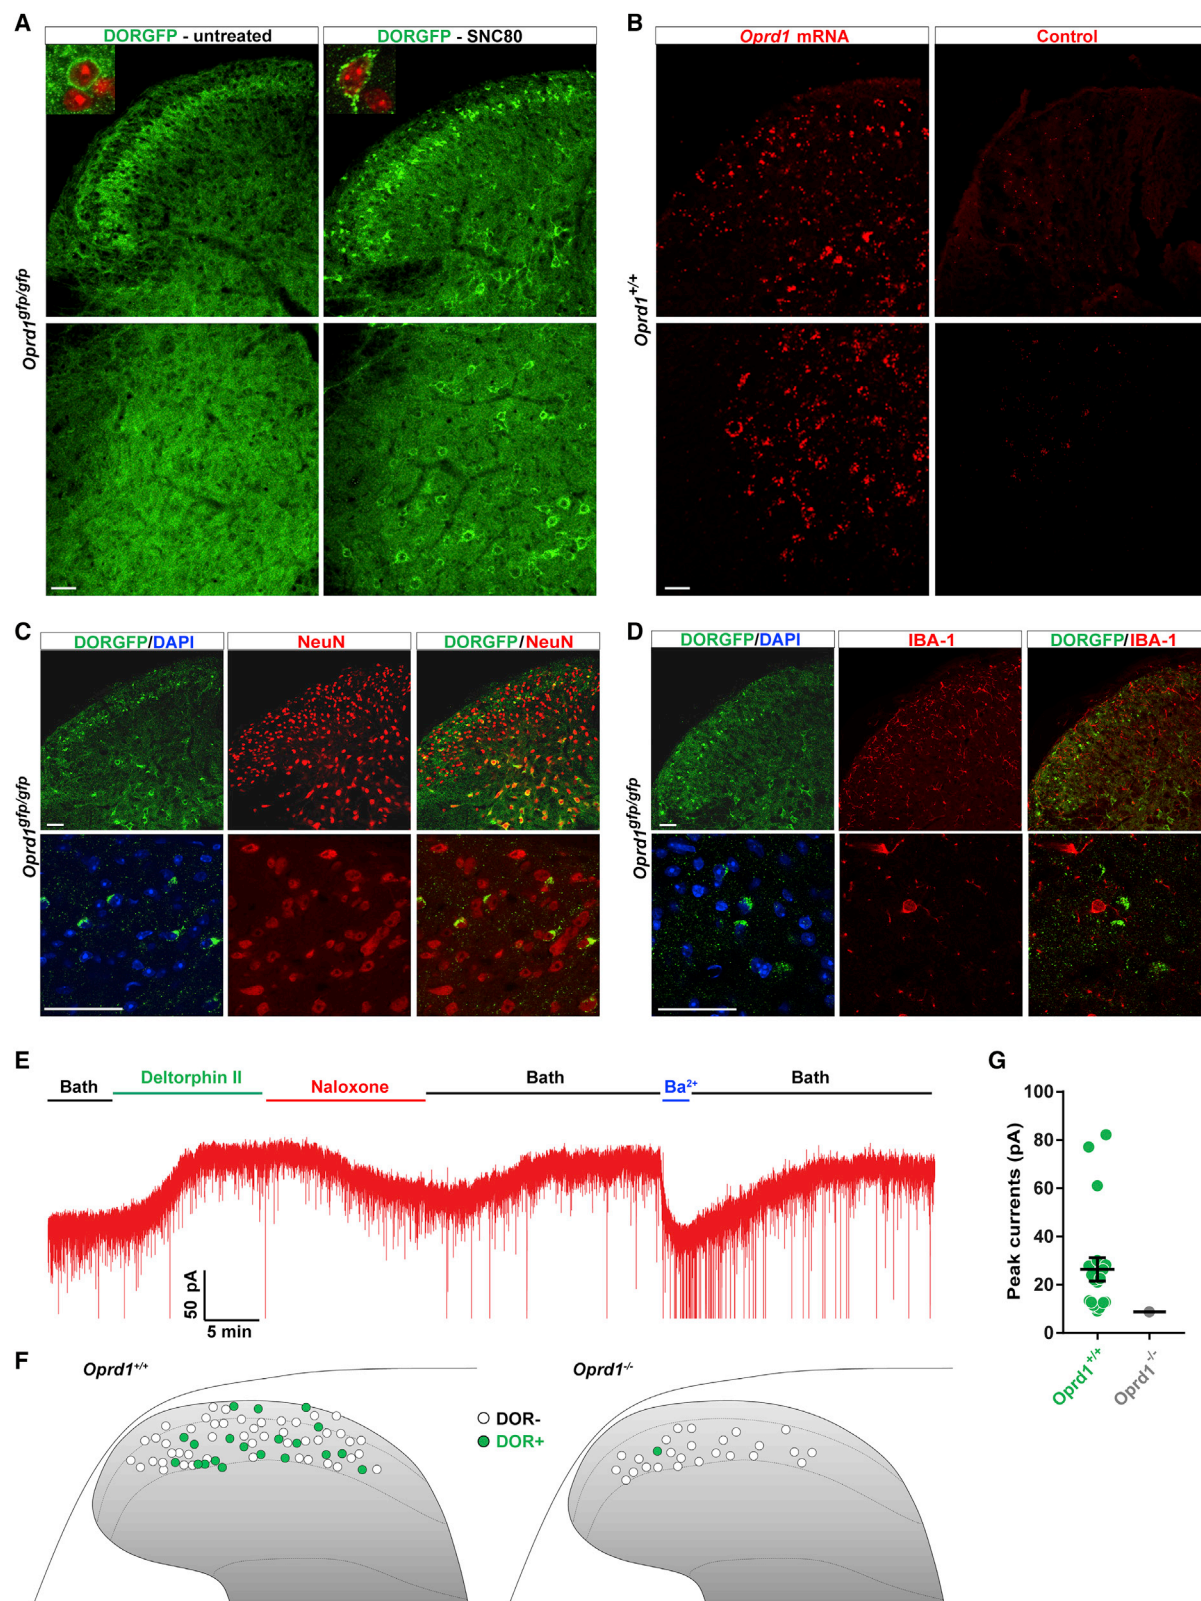 A
DORGFP - untreated
DORGFP - SNC80
Oprd1gfp/gfp
B
Oprd1 mRNA
Control
Oprd1+/+
C
DORGFP/DAPI
NeuN
DORGFP/NeuN
Oprd1gfp/gfp
D
DORGFP/DAPI
IBA-1
DORGFP/IBA-1
Oprd1gfp/gfp
E
Bath
Deltorphin II
Naloxone
Bath
Ba2+
Bath
50 pA
5 min
G
Peak currents (pA)
100
80
60
40
20
0
Oprd1+/+
Oprd1-/-
F
Oprd1+/+
DOR-
DOR+
Oprd1-/-